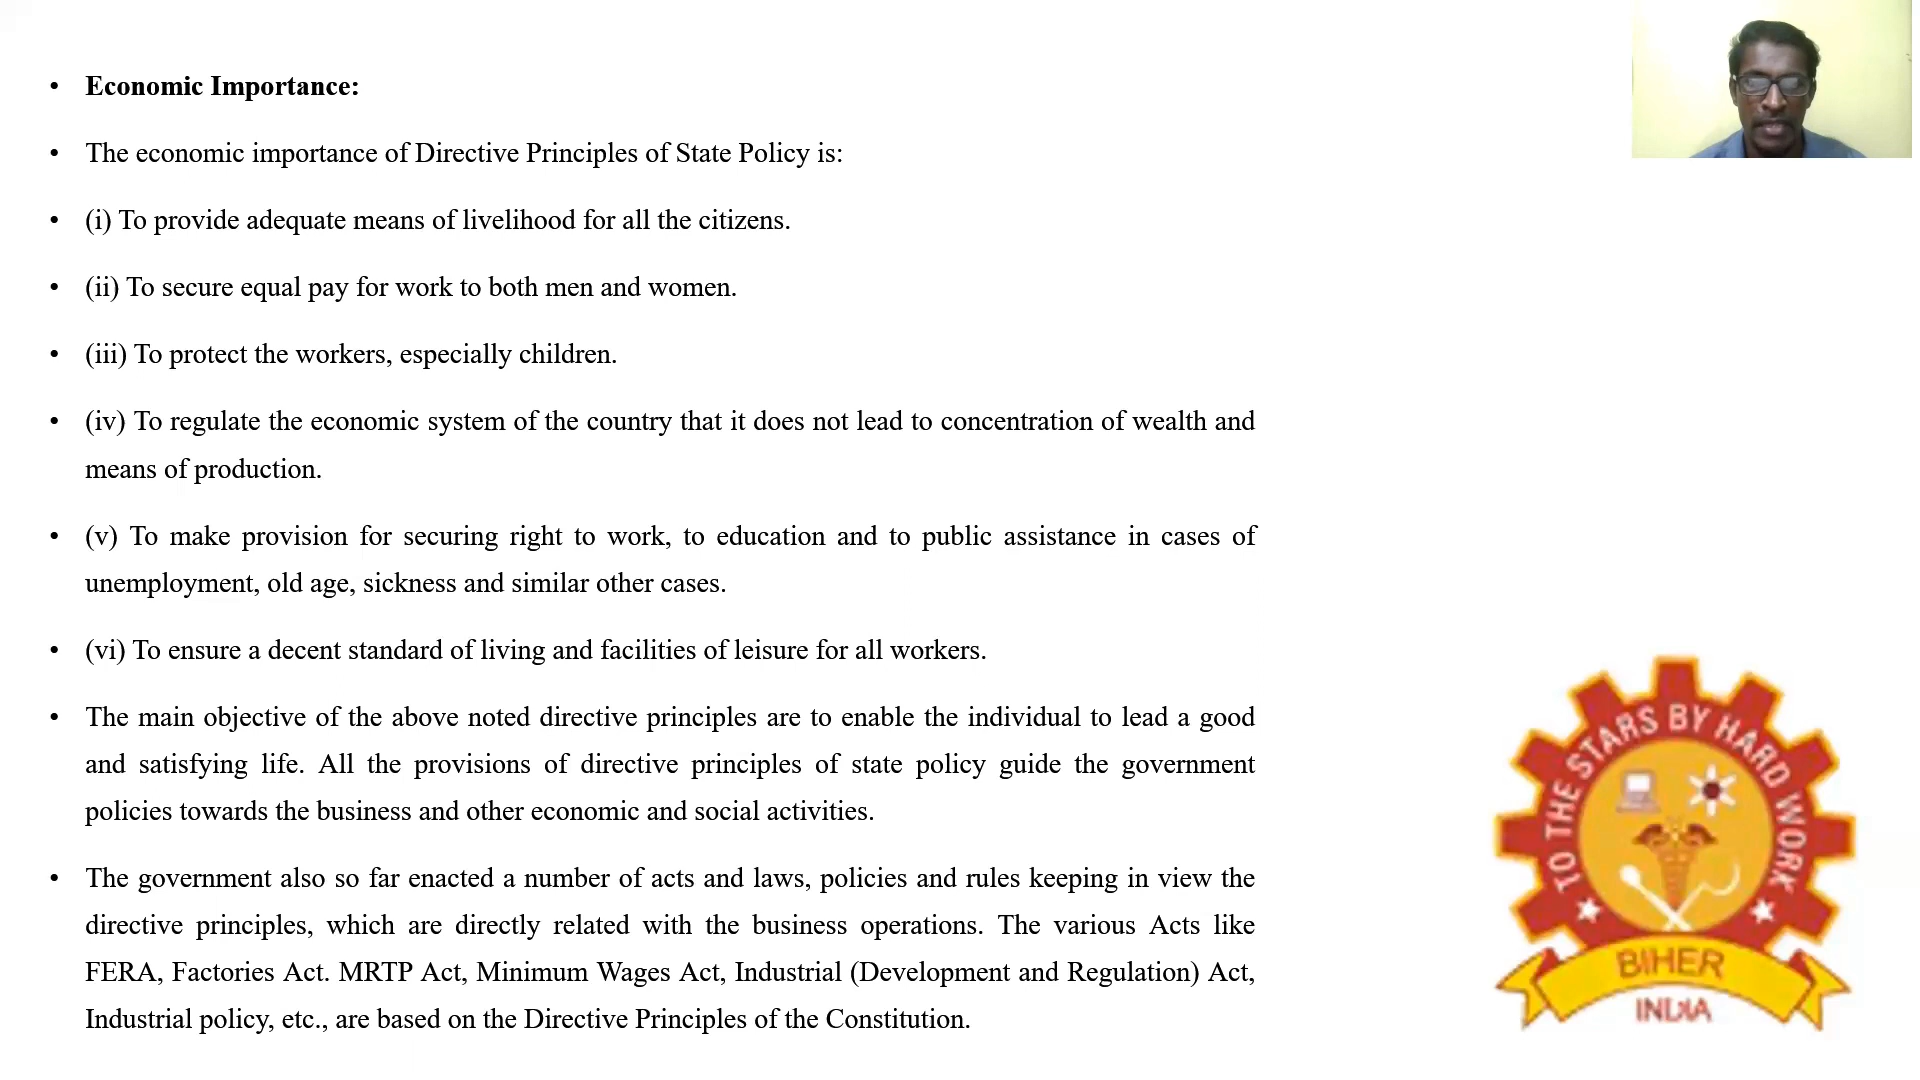 • Economic Importance:
• The economic importance of Directive Principles of State Policy is:
• (i) To provide adequate means of livelihood for all the citizens.
• (ii) To secure equal pay for work to both men and women.
• (iii) To protect the workers, especially children.
• (iv) To regulate the economic system of the country that it does not lead to concentration of wealth and
means of production.
• (v) To make provision for securing right to work, to education and to public assistance in cases of
unemployment, old age, sickness and similar other cases.
• (vi) To ensure a decent standard of living and facilities of leisure for all workers.
• The main objective of the above noted directive principles are to enable the individual to lead a good
and satisfying life. All the provisions of directive principles of state policy guide the government
policies towards the business and other economic and social activities.
• The government also so far enacted a number of acts and laws, policies and rules keeping in view the
directive principles, which are directly related with the business operations. The various Acts like
FERA, Factories Act. MRTP Act, Minimum Wages Act, Industrial (Development and Regulation) Act,
Industrial policy, etc., are based on the Directive Principles of the Constitution.
TO THE STARS BY HARD WORK
BIHER
INDIA